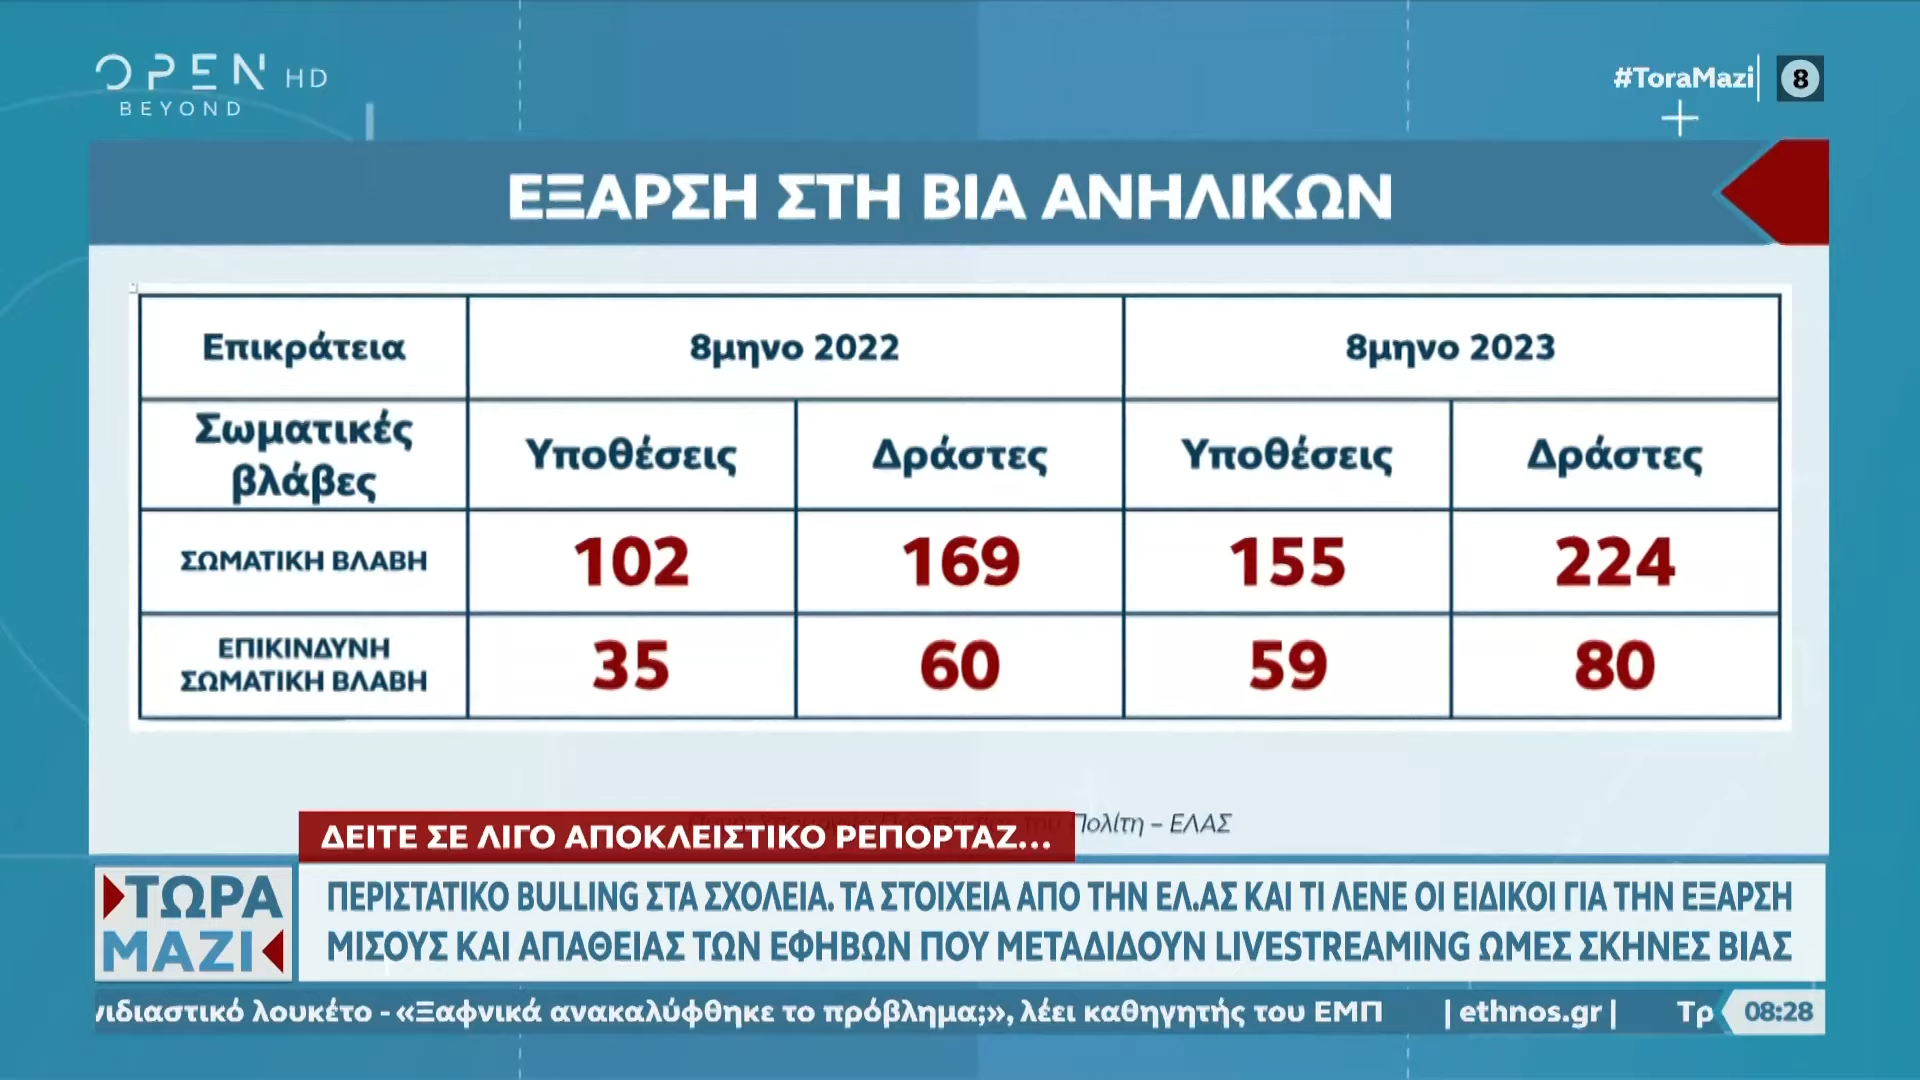 OPEN HD
BEYOND
#ToraMazi
8
ΕΞΑΡΣΗ ΣΤΗ ΒΙΑ ΑΝΗΛΙΚΩΝ
Επικράτεια 8μηνο 2022 8μηνο 2023
Σωματικές
βλάβες
Υποθέσεις Δράστες Υποθέσεις Δράστες
ΣΩΜΑΤΙΚΗ ΒΛΑΒΗ 102 169 155 224
ΕΠΙΚΙΝΔΥΝΗ
ΣΩΜΑΤΙΚΗ ΒΛΑΒΗ
35 60 59 80
Πολίτη – ΕΛΑΣ
ΔΕΙΤΕ ΣΕ ΛΙΓΟ ΑΠΟΚΛΕΙΣΤΙΚΟ ΡΕΠΟΡΤΑΖ...
ΤΩΡΑ
ΜΑΖΙ
ΠΕΡΙΣΤΑΤΙΚΟ BULLING ΣΤΑ ΣΧΟΛΕΙΑ. ΤΑ ΣΤΟΙΧΕΙΑ ΑΠΟ ΤΗΝ ΕΛ.ΑΣ ΚΑΙ ΤΙ ΛΕΝΕ ΟΙ ΕΙΔΙΚΟΙ ΓΙΑ ΤΗΝ ΕΞΑΡΣΗ
ΜΙΣΟΥΣ ΚΑΙ ΑΠΑΘΕΙΑΣ ΤΩΝ ΕΦΗΒΩΝ ΠΟΥ ΜΕΤΑΔΙΔΟΥΝ LIVESTREAMING ΩΜΕΣ ΣΚΗΝΕΣ ΒΙΑΣ
νιδιαστικό λουκέτο - «Ξαφνικά ανακαλύφθηκε το πρόβλημα;», λέει καθηγητής του ΕΜΠ | ethnos.gr | Τρ 08:28